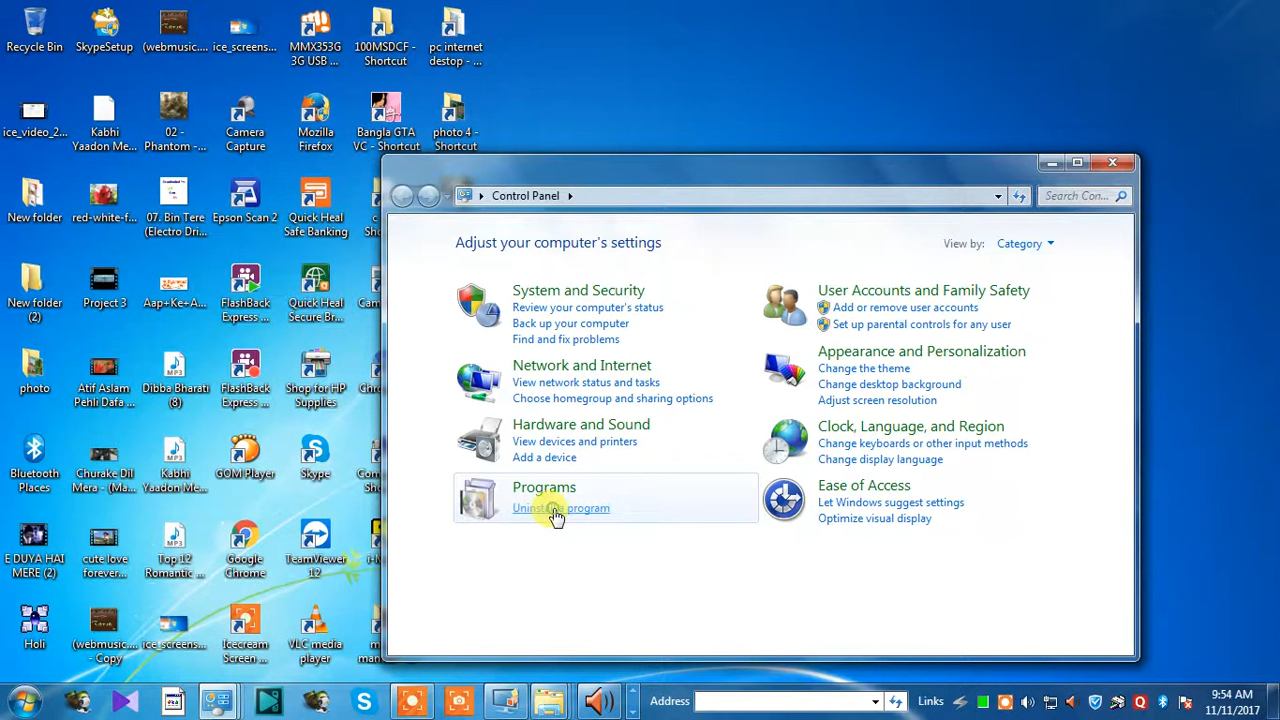 Recycle Bin
SkypeSetup
(webmusic....
ice_screens...
MMX353G
3G USB ...
100MSDCF -
Shortcut
pc internet
destop - ...
ice_video_2...
Kabhi
Yaadon Me...
02 -
Phantom -...
Camera
Capture
Mozilla
Firefox
Bangla GTA
VC - Shortcut
photo 4 -
Shortcut
New folder
red-white-f...
07. Bin Tere
(Electro Dri...
Epson Scan 2
Quick Heal
Safe Banking
New folder
(2)
Project 3
Aap+Ke+A...
FlashBack
Express ...
Quick Heal
Secure Br...
photo
Atif Aslam
Pehli Dafa ...
Dibba Bharati
(8)
FlashBack
Express ...
Shop for HP
Supplies
Bluetooth
Places
Churake Dil
Mera - (Ma...
Kabhi
Yaadon Me...
GOM Player
Skype
E DUYA HAI
MERE (2)
cute love
forever...
Top 12
Romantic ...
Google
Chrome
TeamViewer
12
Holi
(webmusic....
- Copy
ice_screens...
Icecream
Screen ...
VLC media
player
Control Panel
Search Con...
Adjust your computer's settings
View by: Category
System and Security
Review your computer's status
Back up your computer
Find and fix problems
Network and Internet
View network status and tasks
Choose homegroup and sharing options
Hardware and Sound
View devices and printers
Add a device
Programs
Uninstall a program
User Accounts and Family Safety
Add or remove user accounts
Set up parental controls for any user
Appearance and Personalization
Change the theme
Change desktop background
Adjust screen resolution
Clock, Language, and Region
Change keyboards or other input methods
Change display language
Ease of Access
Let Windows suggest settings
Optimize visual display
Address
Links
9:54 AM
11/11/2017